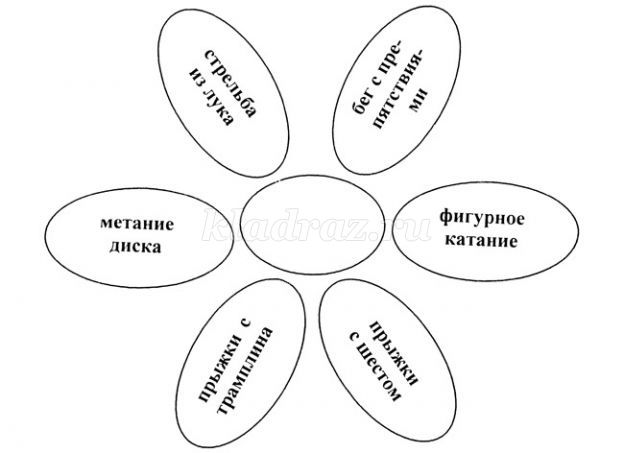 стрельба
из лука
бег с пре-
пятствия-
ми
метание
диска
kladraz.ru
фигурное
катание
прыжки с
трамплина
прыжки
с шестом